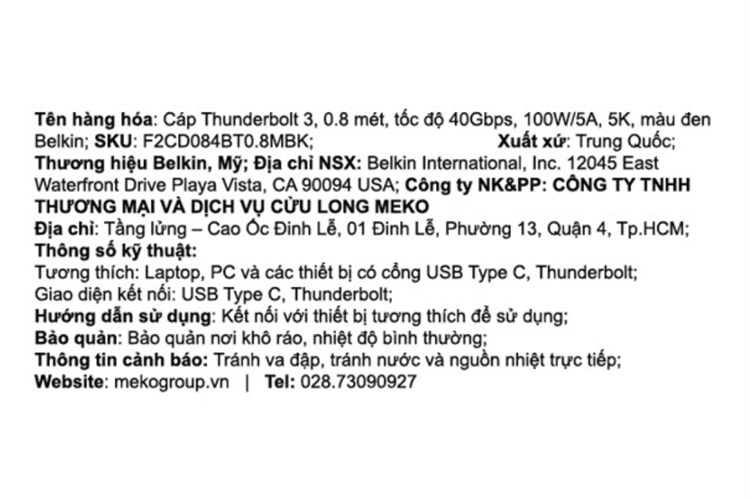 Tên hàng hóa: Cáp Thunderbolt 3, 0.8 mét, tốc độ 40Gbps, 100W/5A, 5K, màu đen
Belkin; SKU: F2CD084BT0.8MBK; Xuất xứ: Trung Quốc;
Thương hiệu Belkin, Mỹ; Địa chỉ NSX: Belkin International, Inc. 12045 East
Waterfront Drive Playa Vista, CA 90094 USA; Công ty NK&PP: CÔNG TY TNHH
THƯƠNG MẠI VÀ DỊCH VỤ CỬU LONG MEKO
Địa chỉ: Tầng lửng – Cao Ốc Đinh Lễ, 01 Đinh Lễ, Phường 13, Quận 4, Tp.HCM;
Thông số kỹ thuật:
Tương thích: Laptop, PC và các thiết bị có cổng USB Type C, Thunderbolt;
Giao diện kết nối: USB Type C, Thunderbolt;
Hướng dẫn sử dụng: Kết nối với thiết bị tương thích để sử dụng;
Bảo quản: Bảo quản nơi khô ráo, nhiệt độ bình thường;
Thông tin cảnh báo: Tránh va đập, tránh nước và nguồn nhiệt trực tiếp;
Website: mekogroup.vn | Tel: 028.73090927